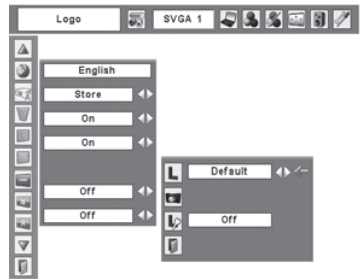 Logo
SVGA 1
English
Store
On
On
Off
Off
Default
Off